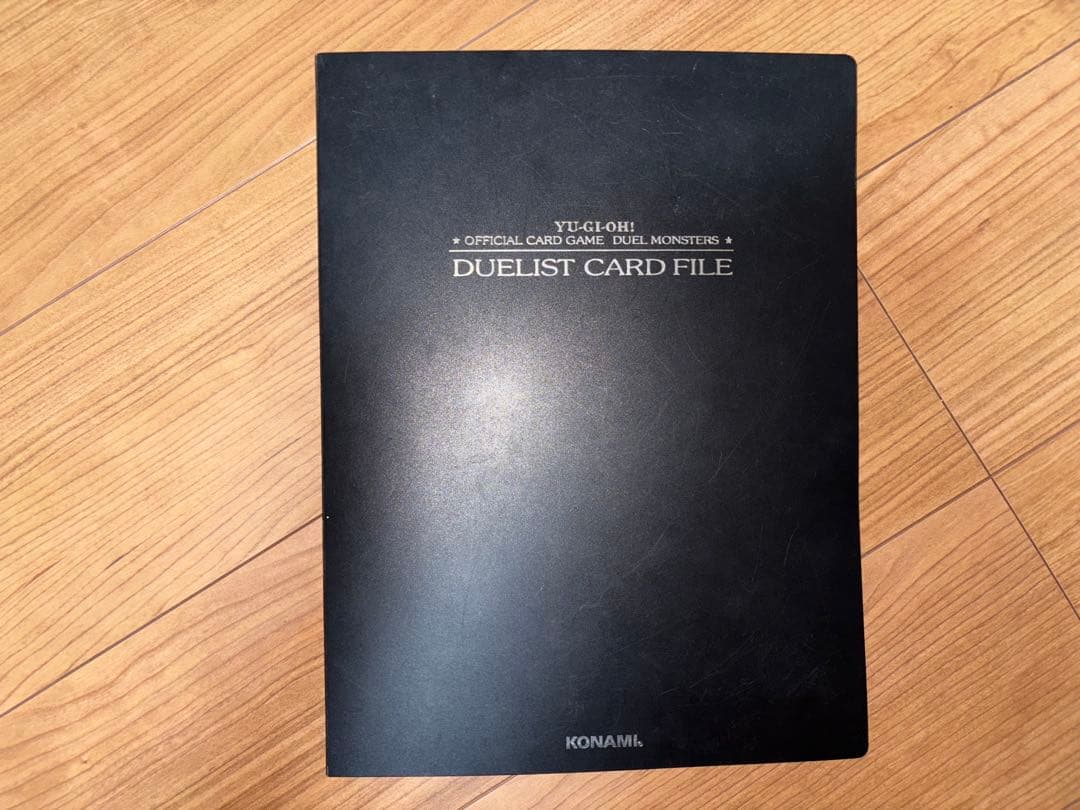 YU-GI-OH!
★ OFFICIAL CARD GAME DUEL MONSTERS ★
DUELIST CARD FILE
KONAMI